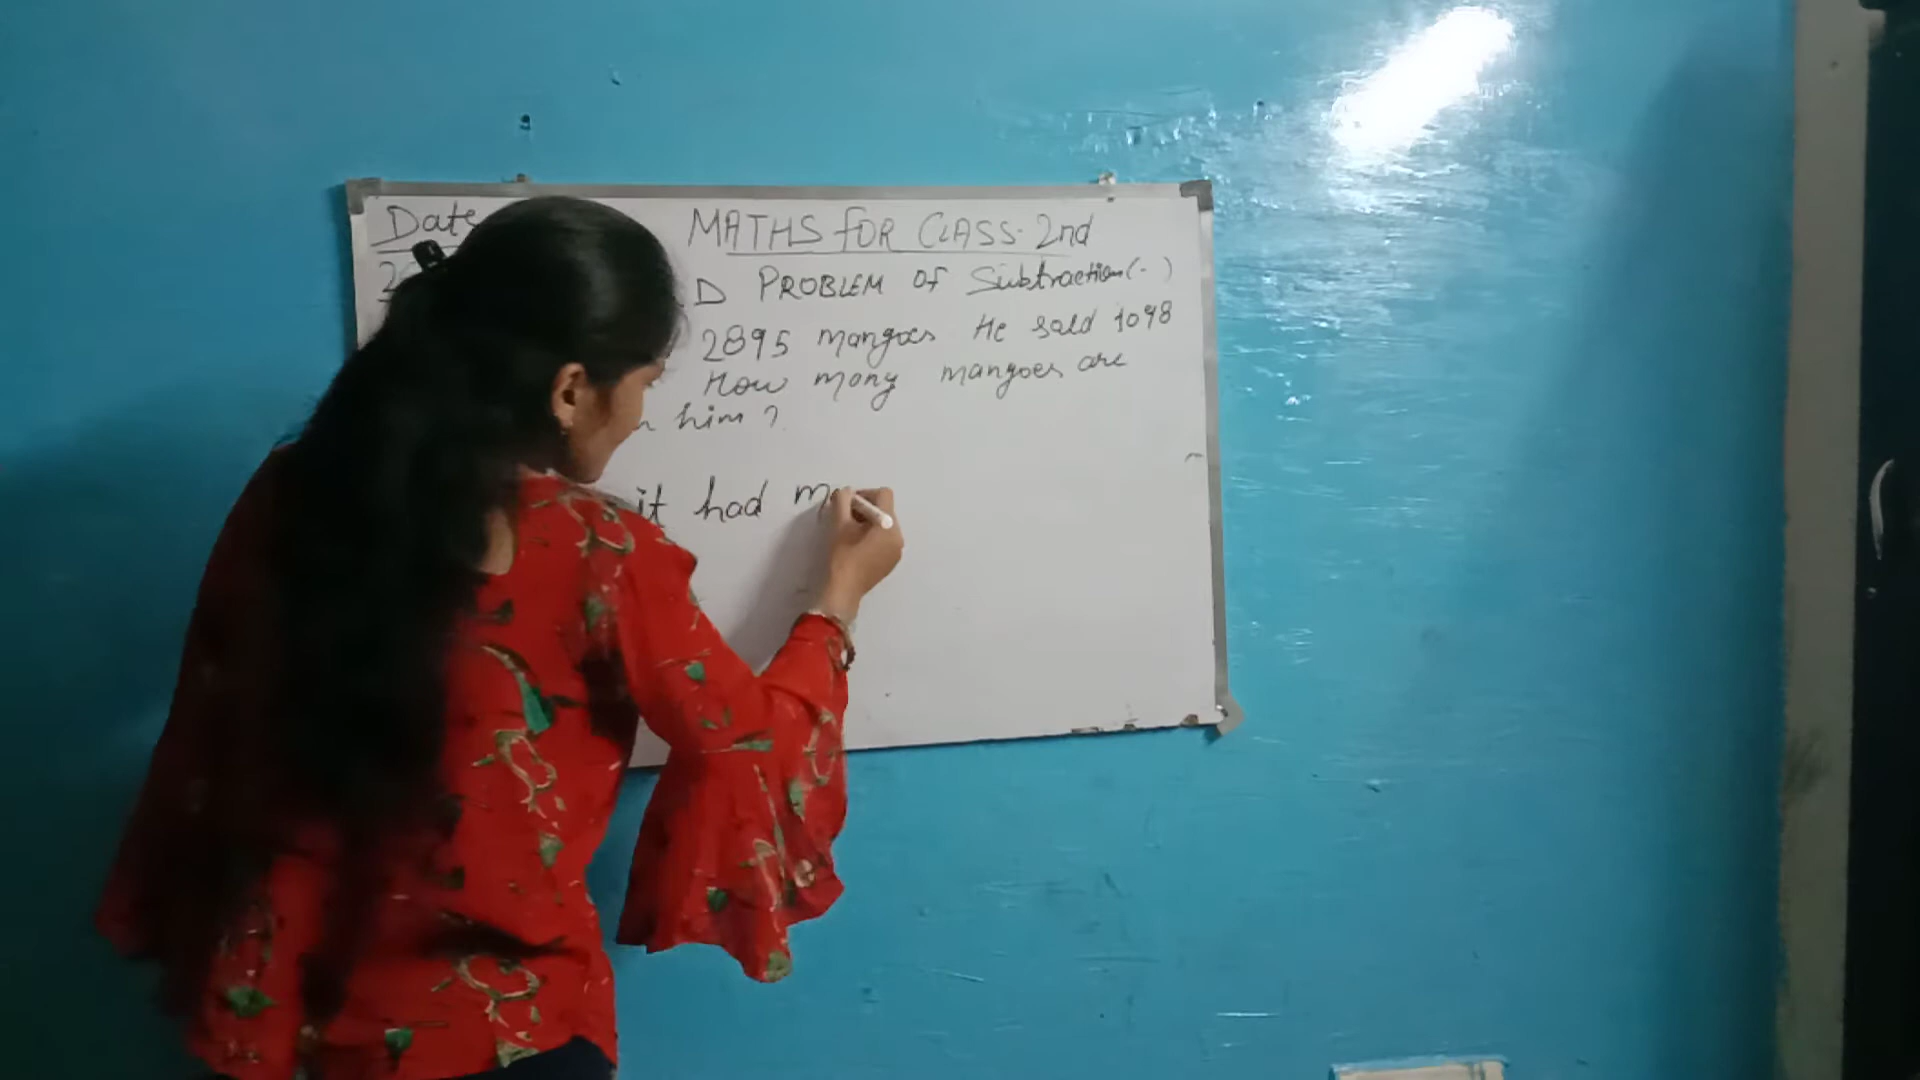 Date MATHS FOR CLASS. 2nd
D PROBLEM OF Subtraction(-)
2895 mangoes He sold 1098
How many mangoes are
him ?
it had